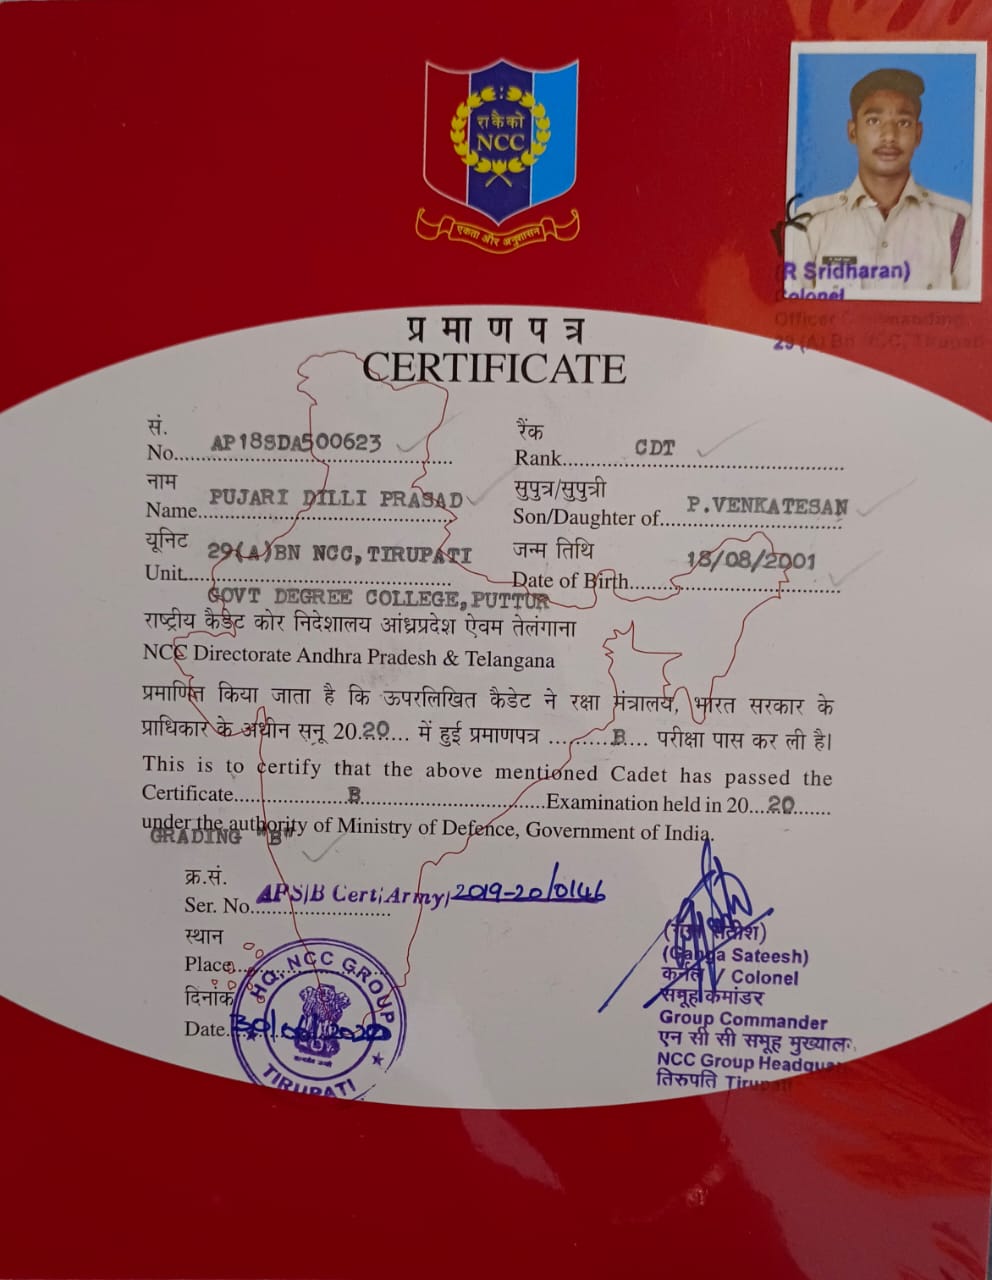 रा कै को
NCC
एकता और अनुशासन
(R Sridharan)
Colonel
Officer Commanding
29 (A) Bn NCC, Tirupati
प्रमाणपत्र
CERTIFICATE
सं.
No. AP18SDA500623
रैंक
Rank CDT
नाम
Name PUJARI DILLI PRASAD
सुपुत्र/सुपुत्री
Son/Daughter of P.VENKATESAN
यूनिट
Unit 29(A)BN NCC,TIRUPATI
जन्म तिथि
Date of Birth 18/08/2001
GOVT DEGREE COLLEGE,PUTTUR
राष्ट्रीय कैडेट कोर निदेशालय आंध्रप्रदेश ऐवम तेलंगाना
NCC Directorate Andhra Pradesh & Telangana
प्रमाणित किया जाता है कि ऊपरलिखित कैडेट ने रक्षा मंत्रालय, भारत सरकार के
प्राधिकार के अधीन सनू 20.20.... में हुई प्रमाणपत्र ..........B.... परीक्षा पास कर ली है।
This is to certify that the above mentioned Cadet has passed the
Certificate..................B..............................Examination held in 20...20.......
under the authority of Ministry of Defence, Government of India.
GRADING "B"
क्र.सं.
Ser. No. APS/B Cert/Army/2019-20/0146
स्थान
Place
दिनांक
Date
HQ. NCC GROUP
TIRUPATI
(Ganga Sateesh)
कर्नल / Colonel
समूह कमांडर
Group Commander
एन सी सी समूह
NCC Group
तिरुपति Tirupati